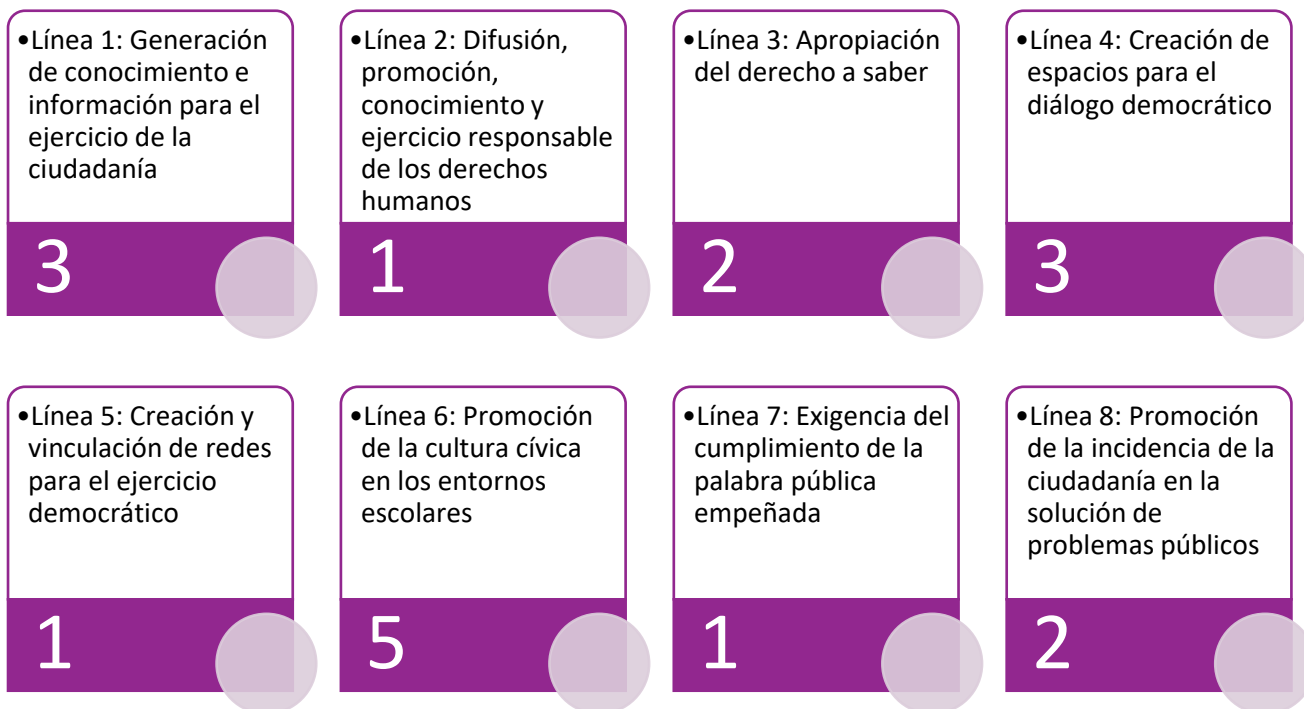 •Línea 1: Generación
de conocimiento e
información para el
ejercicio de la
ciudadanía
3
•Línea 2: Difusión,
promoción,
conocimiento y
ejercicio responsable
de los derechos
humanos
1
•Línea 3: Apropiación
del derecho a saber
2
•Línea 4: Creación de
espacios para el
diálogo democrático
3
•Línea 5: Creación y
vinculación de redes
para el ejercicio
democrático
1
•Línea 6: Promoción
de la cultura cívica
en los entornos
escolares
5
•Línea 7: Exigencia del
cumplimiento de la
palabra pública
empeñada
1
•Línea 8: Promoción
de la incidencia de la
ciudadanía en la
solución de
problemas públicos
2